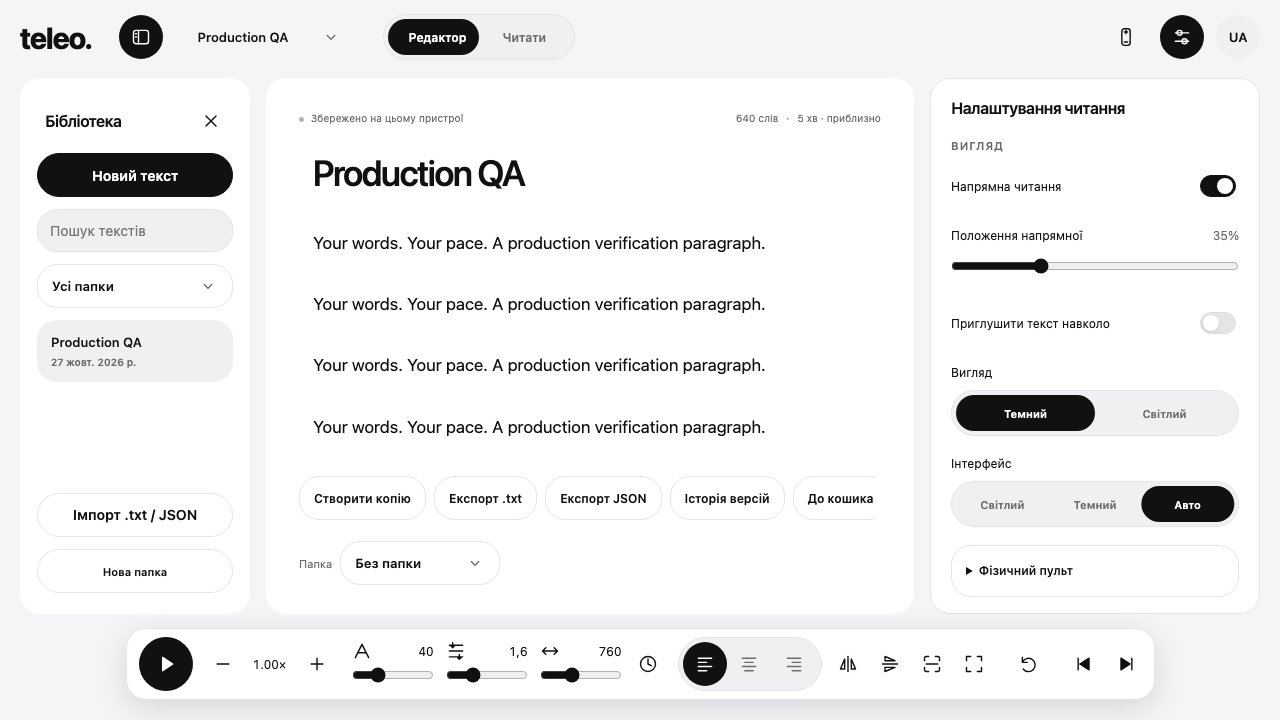 teleo.
Production QA
Редактор
Читати
UA
Бібліотека
Новий текст
Пошук текстів
Усі папки
Production QA
27 жовт. 2026 р.
Імпорт .txt / JSON
Нова папка
Збережено на цьому пристрої
640 слів · 5 хв · приблизно
Production QA
Your words. Your pace. A production verification paragraph.
Your words. Your pace. A production verification paragraph.
Your words. Your pace. A production verification paragraph.
Your words. Your pace. A production verification paragraph.
Створити копію
Експорт .txt
Експорт JSON
Історія версій
До кошика
Папка
Без папки
Налаштування читання
ВИГЛЯД
Напрямна читання
Положення напрямної
35%
Приглушити текст навколо
Вигляд
Темний
Світлий
Інтерфейс
Світлий
Темний
Авто
Фізичний пульт
1.00×
40
1,6
760